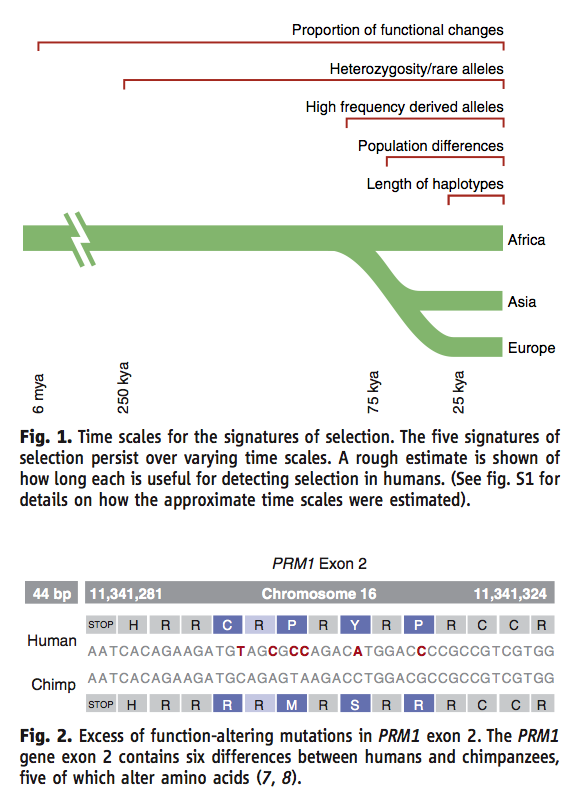 Proportion of functional changes
Heterozygosity/rare alleles
High frequency derived alleles
Population differences
Length of haplotypes
Africa
Asia
Europe
6 mya
250 kya
75 kya
25 kya
Fig. 1. Time scales for the signatures of selection. The five signatures of
selection persist over varying time scales. A rough estimate is shown of
how long each is useful for detecting selection in humans. (See fig. S1 for
details on how the approximate time scales were estimated).
PRM1 Exon 2
44 bp 11,341,281 Chromosome 16 11,341,324
STOP H R R C R P R Y R P R C C R
Human
AATCACAGAAGATGTAGCGCCAGACATGGACCCCGCCGTCGTGG
Chimp
AATCACAGAAGATGCAGAGTAAGACCTGGACGCCGCCGTCGTGG
STOP H R R R R M R S R R R C C R
Fig. 2. Excess of function-altering mutations in PRM1 exon 2. The PRM1
gene exon 2 contains six differences between humans and chimpanzees,
five of which alter amino acids (7, 8).